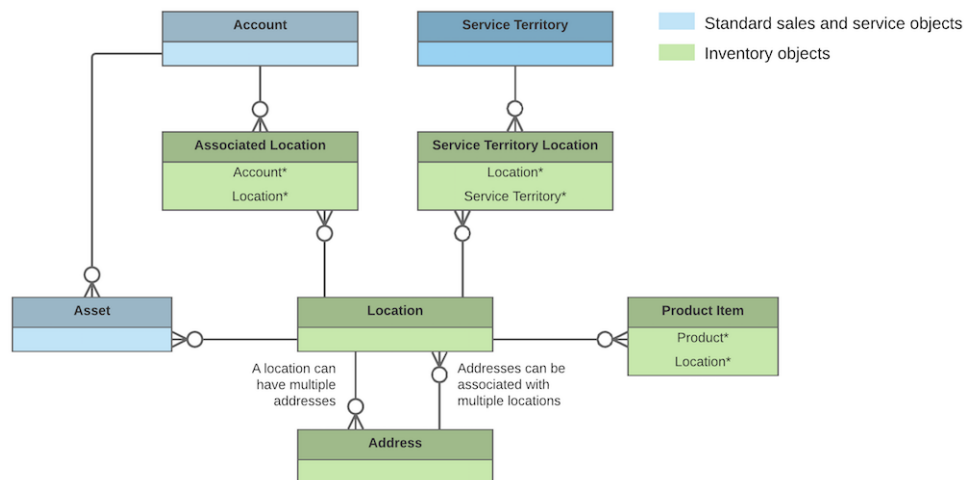 Account
Service Territory
Standard sales and service objects
Inventory objects
Associated Location
Account*
Location*
Service Territory Location
Location*
Service Territory*
Asset
Location
Product Item
Product*
Location*
A location can
have multiple
addresses
Addresses can be
associated with
multiple locations
Address